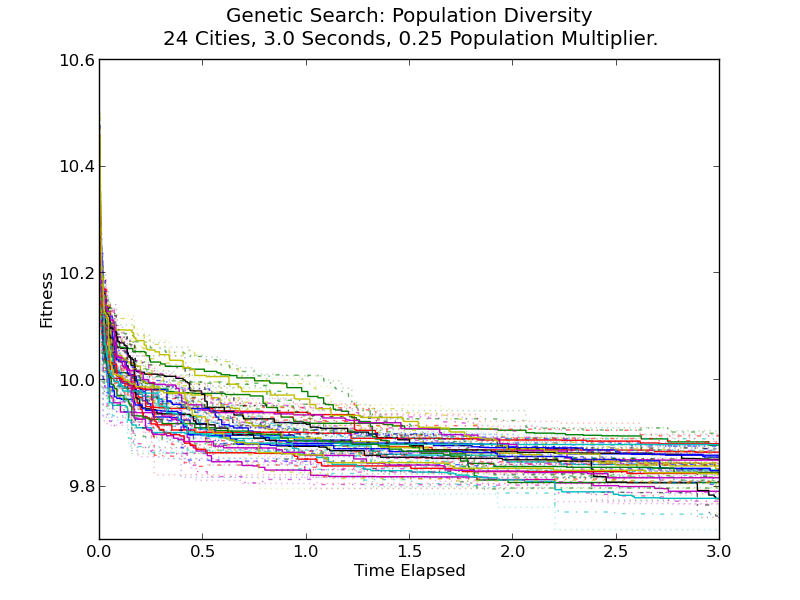 Genetic Search: Population Diversity
24 Cities, 3.0 Seconds, 0.25 Population Multiplier.
10.6
10.4
10.2
10.0
9.8
Fitness
0.0 0.5 1.0 1.5 2.0 2.5 3.0
Time Elapsed